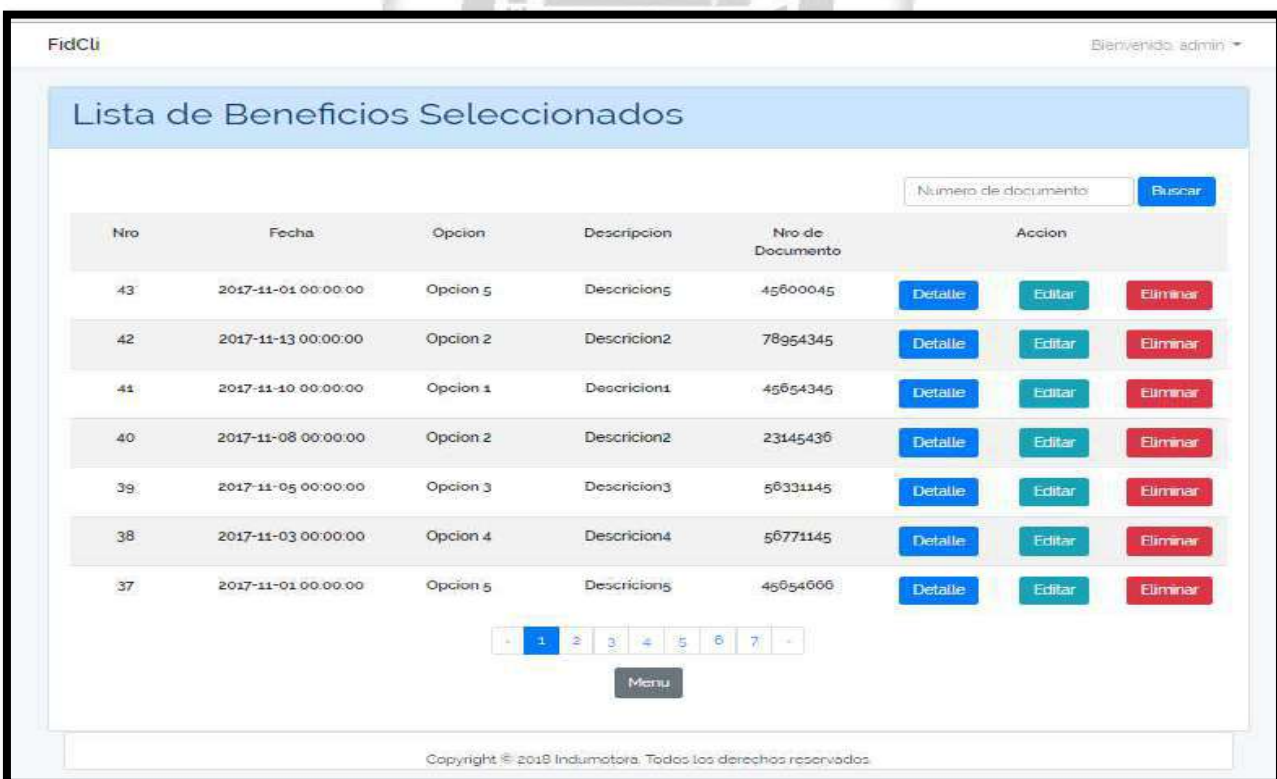 FidCli Bienvenido, admin
Lista de Beneficios Seleccionados
Numero de documento Buscar
Nro Fecha Opcion Descripcion Nro de Documento Accion
43 2017-11-01 00:00:00 Opcion 5 Descricion5 45600045 Detalle Editar Eliminar
42 2017-11-13 00:00:00 Opcion 2 Descricion2 78954345 Detalle Editar Eliminar
41 2017-11-10 00:00:00 Opcion 1 Descricion1 45654345 Detalle Editar Eliminar
40 2017-11-08 00:00:00 Opcion 2 Descricion2 23145436 Detalle Editar Eliminar
39 2017-11-05 00:00:00 Opcion 3 Descricion3 56331145 Detalle Editar Eliminar
38 2017-11-03 00:00:00 Opcion 4 Descricion4 56771145 Detalle Editar Eliminar
37 2017-11-01 00:00:00 Opcion 5 Descricion5 45654666 Detalle Editar Eliminar
1 2 3 4 5 6 7
Menu
Copyright © 2018 Indumotora. Todos los derechos reservados.